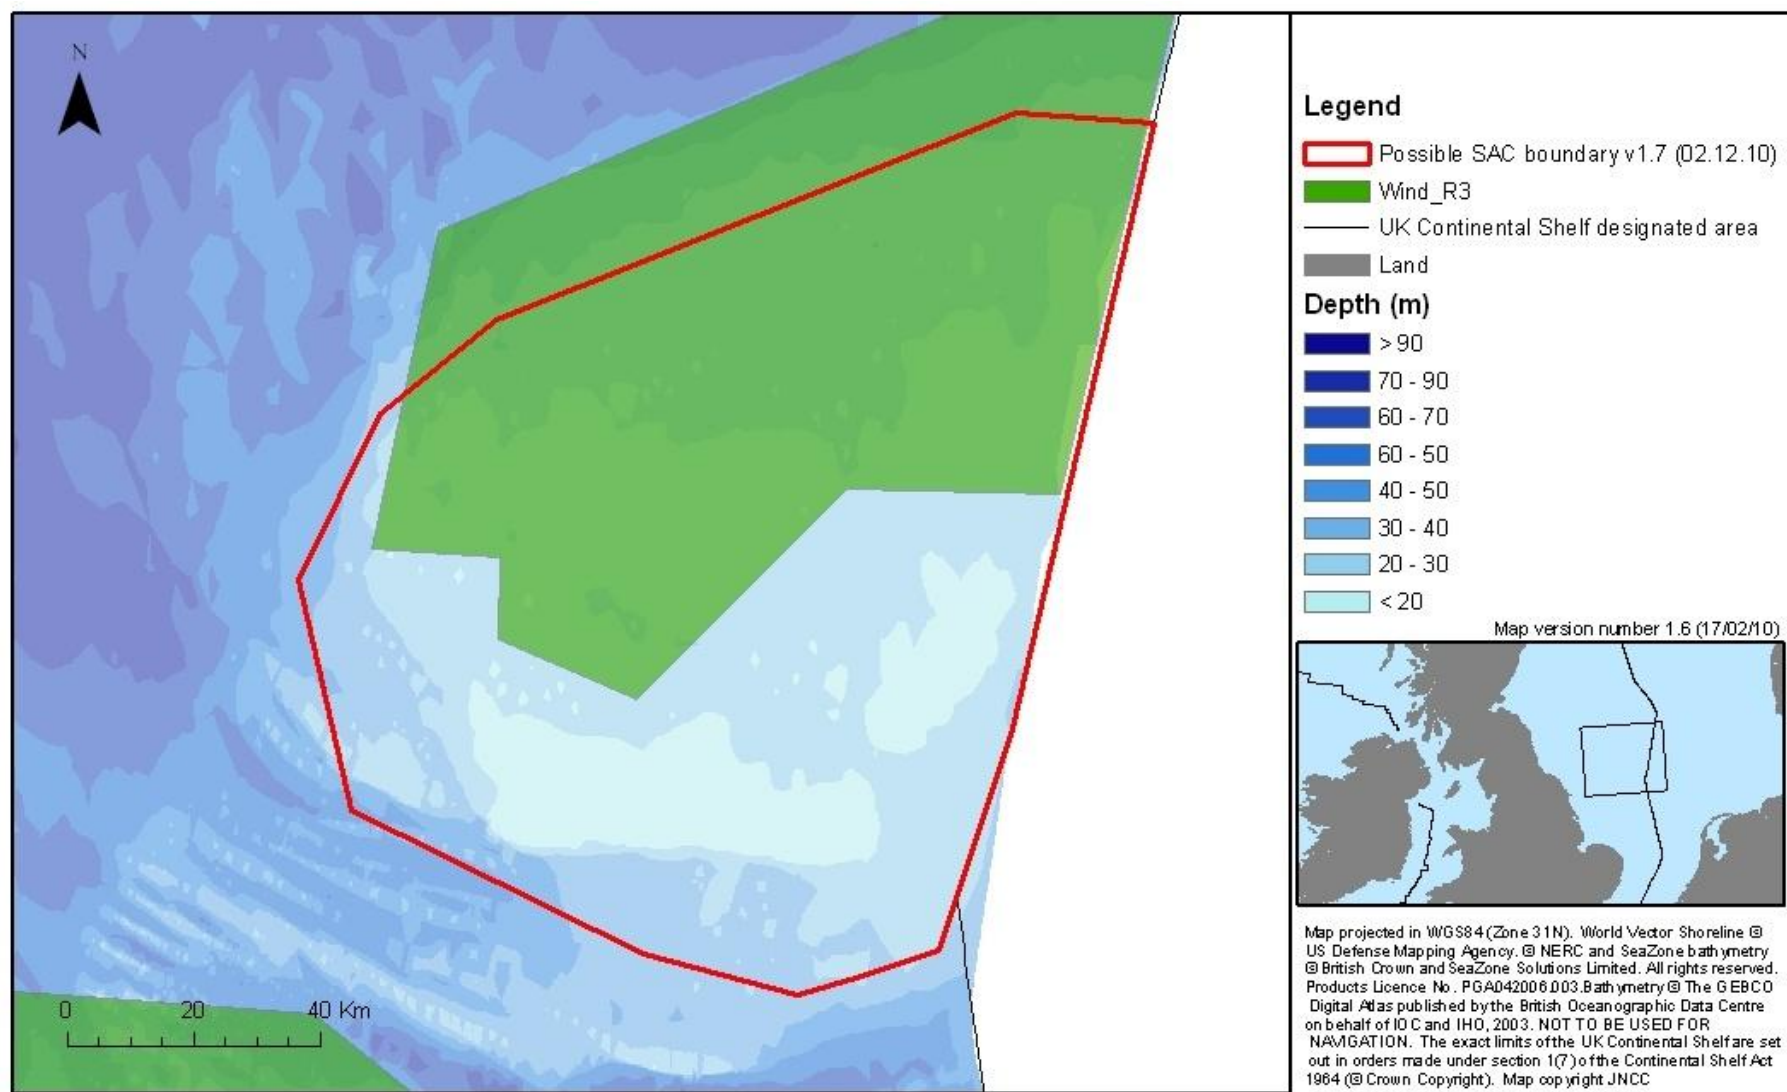 N
0 20 40 Km
Legend
Possible SAC boundary v1.7 (02.12.10)
Wind_R3
UK Continental Shelf designated area
Land
Depth (m)
> 90
70 - 90
60 - 70
60 - 50
40 - 50
30 - 40
20 - 30
< 20
Map version number 1.6 (17/02/10)
Map projected in WGS84 (Zone 31N). World Vector Shoreline ©
US Defense Mapping Agency. © NERC and SeaZone bathymetry
© British Crown and SeaZone Solutions Limited. All rights reserved.
Products Licence No. PGA042006.003.Bathymetry © The GEBCO
Digital Atlas published by the British Oceanographic Data Centre
on behalf of IOC and IHO, 2003. NOT TO BE USED FOR
NAVIGATION. The exact limits of the UK Continental Shelf are set
out in orders made under section 1(7) of the Continental Shelf Act
1964 (© Crown Copyright). Map copyright JNCC